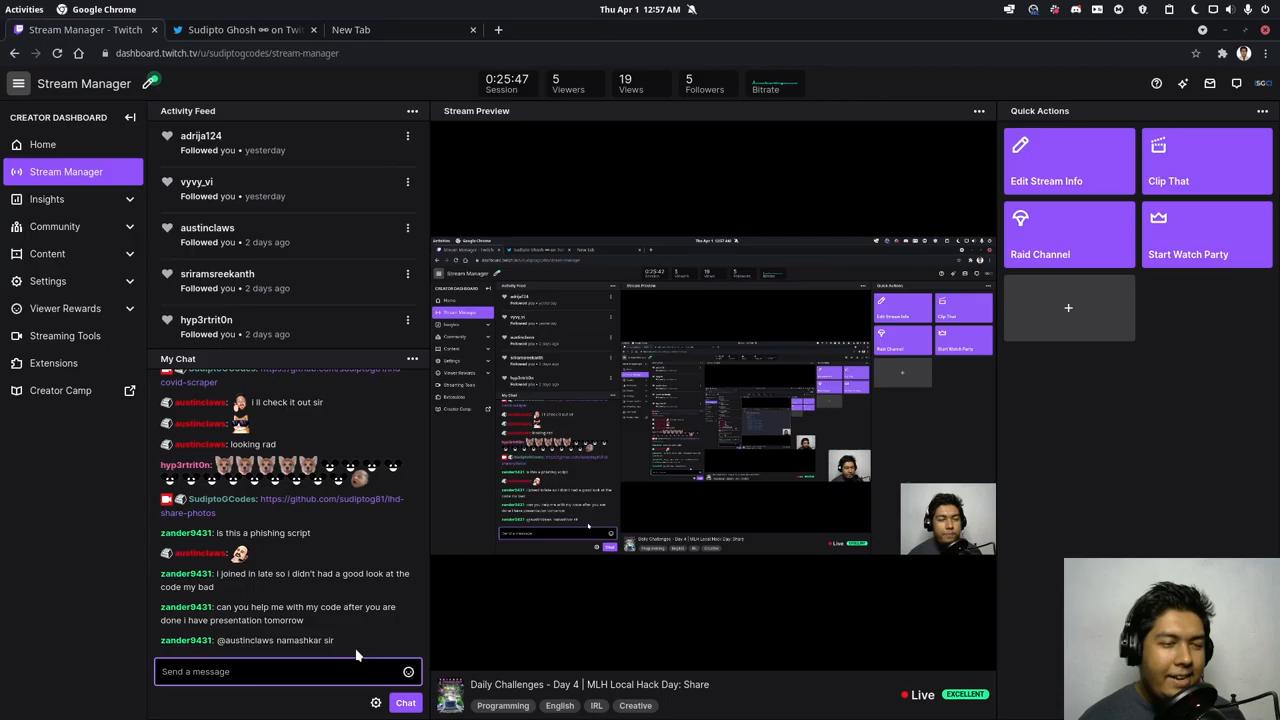 Activities
Google Chrome
Thu Apr 1 12:57 AM
Stream Manager - Twitch
Sudipto Ghosh
on Twit
New Tab
dashboard.twitch.tv/u/sudiptogcodes/stream-manager
Stream Manager
0:25:47
Session
5
Viewers
19
Views
5
Followers
Bitrate
CREATOR DASHBOARD
Home
Stream Manager
Insights
Community
Content
Settings
Viewer Rewards
Streaming Tools
Extensions
Creator Camp
Activity Feed
adrija124
Followed you • yesterday
vyvy_vi
Followed you • yesterday
austinclaws
Followed you • 2 days ago
sriramsreekanth
Followed you • 2 days ago
hyp3rtrit0n
Followed you • 2 days ago
My Chat
covid-scraper
austinclaws: i ll check it out sir
austinclaws:
austinclaws: looking rad
hyp3rtrit0n:
SudiptoGCodes: https://github.com/sudiptog81/lhd-
share-photos
zander9431: is this a phishing script
austinclaws:
zander9431: i joined in late so i didn't had a good look at the
code my bad
zander9431: can you help me with my code after you are
done i have presentation tomorrow
zander9431: @austinclaws namashkar sir
Send a message
Chat
Stream Preview
Daily Challenges - Day 4 | MLH Local Hack Day: Share
Programming
English
IRL
Creative
Live
EXCELLENT
Quick Actions
Edit Stream Info
Clip That
Raid Channel
Start Watch Party